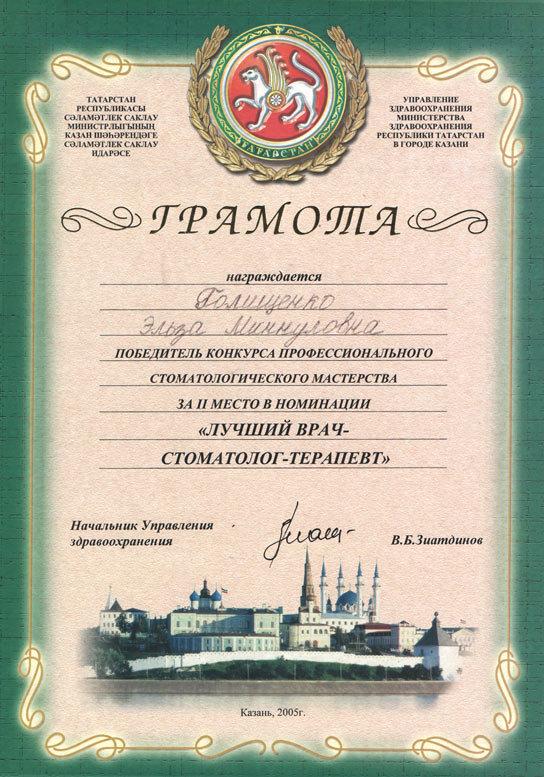 ТАТАРСТАН
РЕСПУБЛИКАСЫ
СӘЛАМӘТЛЕК САКЛАУ
МИНИСТРЛЫГЫНЫҢ
КАЗАН ШӘҺӘРЕНДӘГЕ
СӘЛАМӘТЛЕК САКЛАУ
ИДАРӘСЕ
УПРАВЛЕНИЕ
ЗДРАВООХРАНЕНИЯ
МИНИСТЕРСТВА
ЗДРАВООХРАНЕНИЯ
РЕСПУБЛИКИ ТАТАРСТАН
В ГОРОДЕ КАЗАНИ
ТАТАРСТАН
ГРАМОТА
награждается
Голищенко
Эльза Миннуловна
ПОБЕДИТЕЛЬ КОНКУРСА ПРОФЕССИОНАЛЬНОГО
СТОМАТОЛОГИЧЕСКОГО МАСТЕРСТВА
ЗА II МЕСТО В НОМИНАЦИИ
«ЛУЧШИЙ ВРАЧ-
СТОМАТОЛОГ-ТЕРАПЕВТ»
Начальник Управления
здравоохранения
В.Б.Зиатдинов
Казань, 2005г.